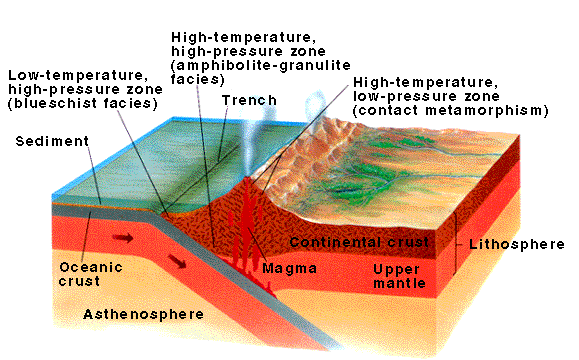 High-temperature,
high-pressure zone
(amphibolite-granulite
facies)
Low-temperature,
high-pressure zone
(blueschist facies)
High-temperature,
low-pressure zone
(contact metamorphism)
Trench
Sediment
Continental crust
Lithosphere
Oceanic
crust
Magma
Upper
mantle
Asthenosphere